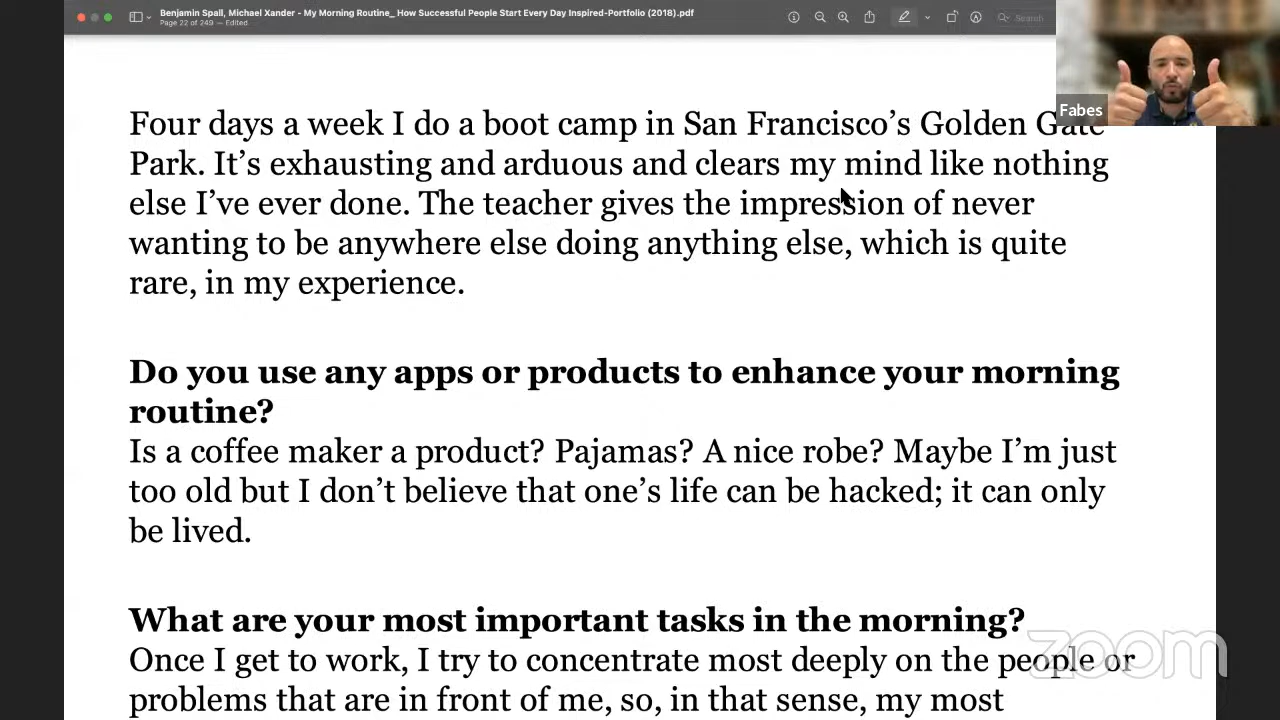 Benjamin Spall, Michael Xander - My Morning Routine_ How Successful People Start Every Day Inspired-Portfolio (2018).pdf
Page 22 of 249 — Edited
Search
Fabes
Four days a week I do a boot camp in San Francisco’s Golden Gate
Park. It’s exhausting and arduous and clears my mind like nothing
else I’ve ever done. The teacher gives the impression of never
wanting to be anywhere else doing anything else, which is quite
rare, in my experience.
Do you use any apps or products to enhance your morning
routine?
Is a coffee maker a product? Pajamas? A nice robe? Maybe I’m just
too old but I don’t believe that one’s life can be hacked; it can only
be lived.
What are your most important tasks in the morning?
Once I get to work, I try to concentrate most deeply on the people or
problems that are in front of me, so, in that sense, my most
zoom